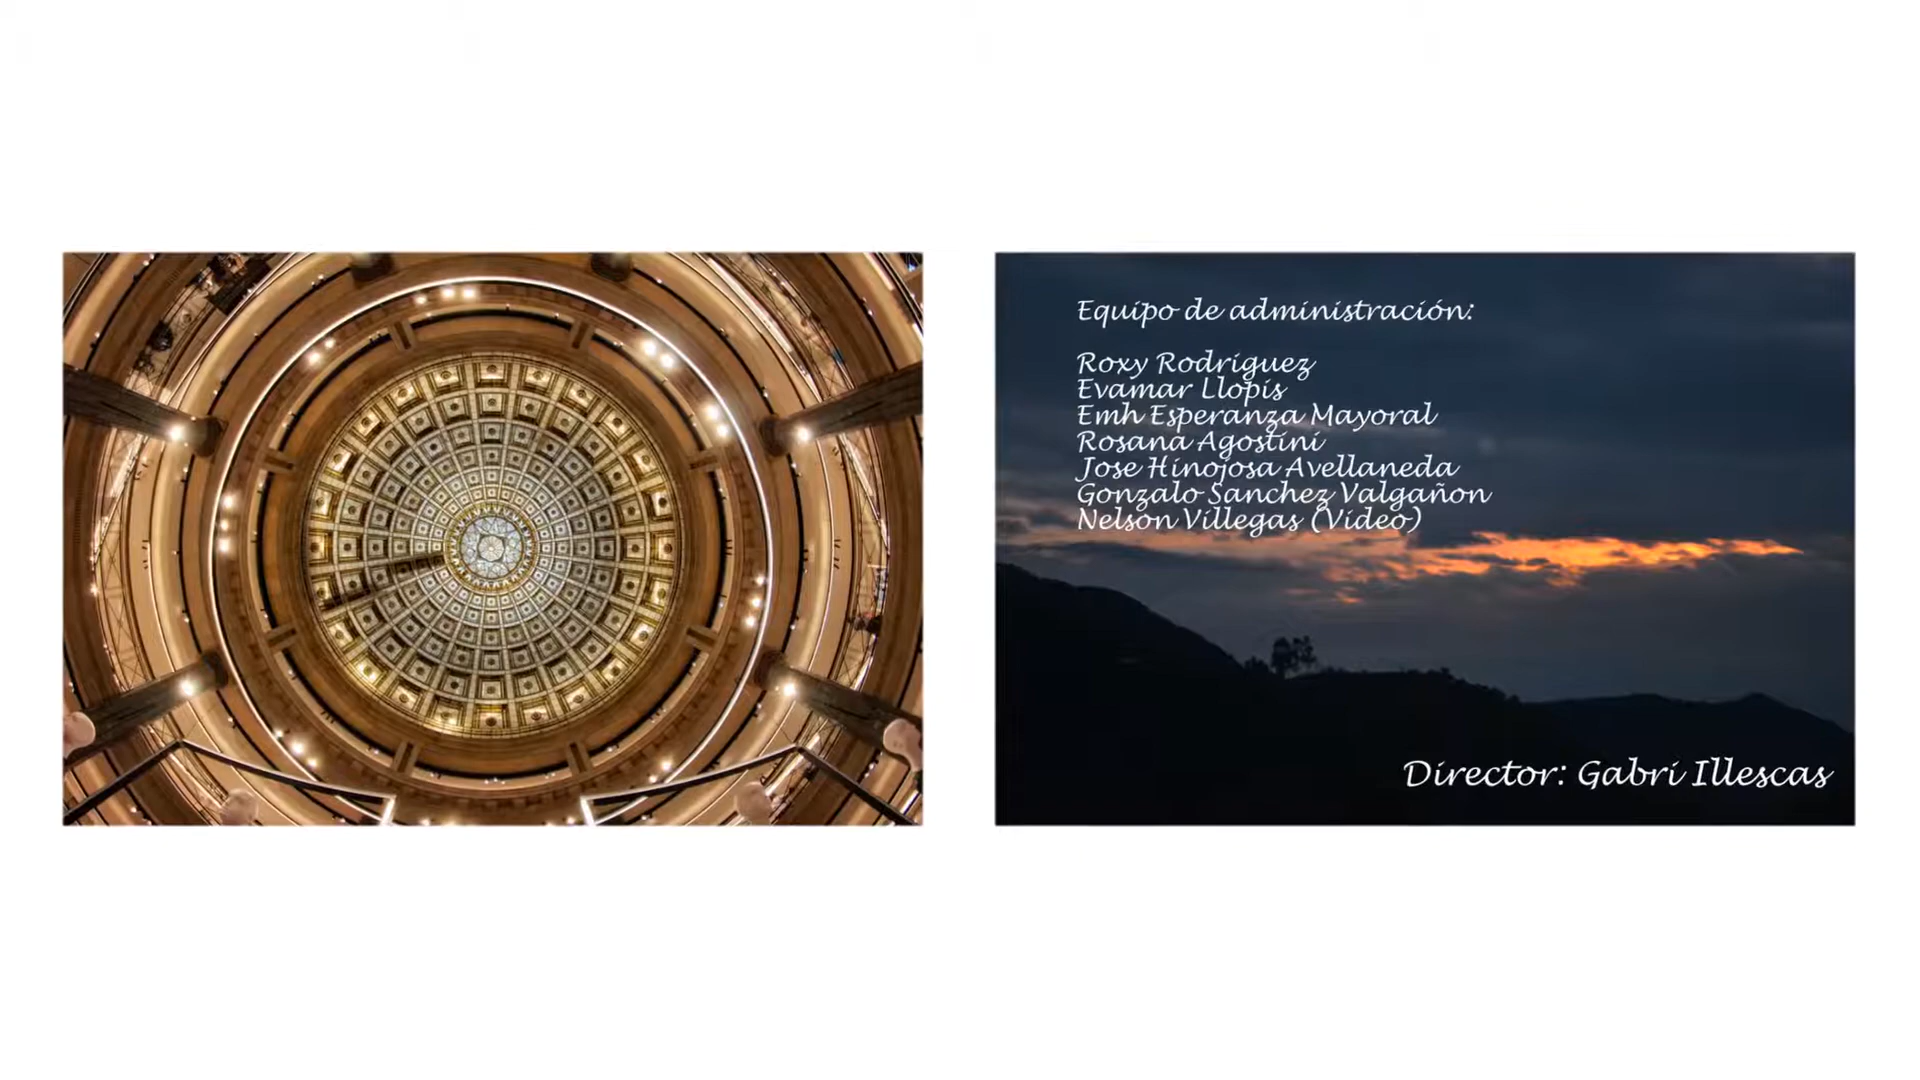 Equipo de administración:
Roxy Rodríguez
Evamar Llopis
Emh Esperanza Mayoral
Rosana Agostini
Jose Hinojosa Avellaneda
Gonzalo Sanchez Valgañon
Nelson Villegas (Video)
Director: Gabri Illescas